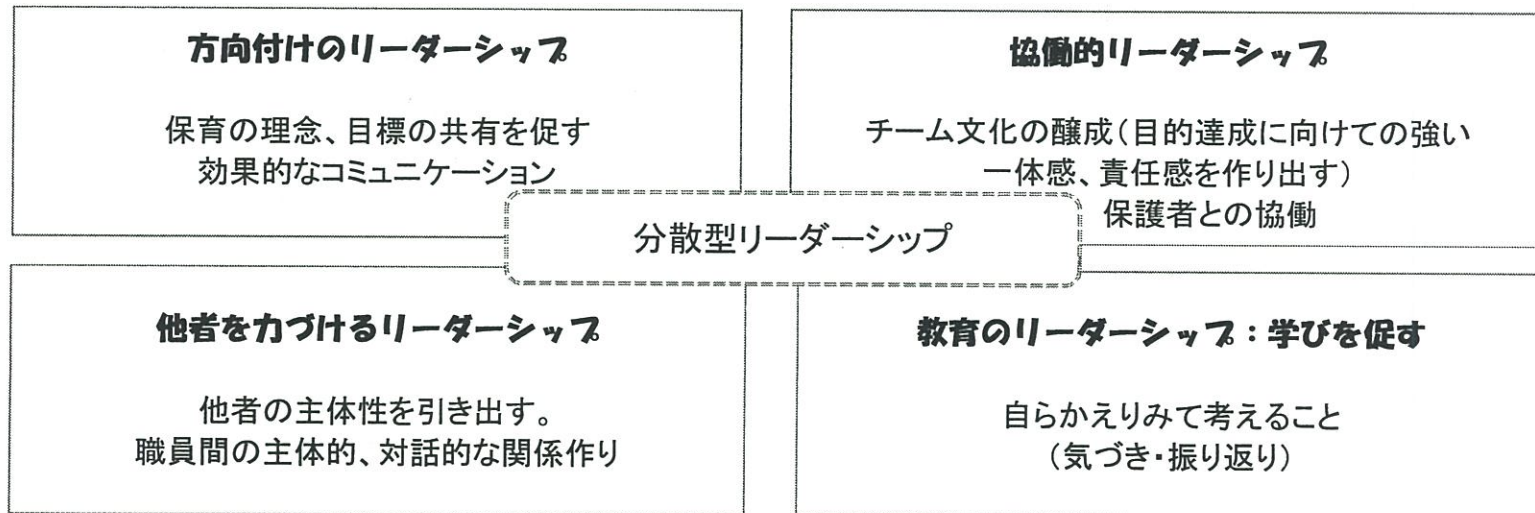 方向付けのリーダーシップ
保育の理念、目標の共有を促す
効果的なコミュニケーション
協働的リーダーシップ
チーム文化の醸成(目的達成に向けての強い
一体感、責任感を作り出す)
保護者との協働
分散型リーダーシップ
他者を力づけるリーダーシップ
他者の主体性を引き出す。
職員間の主体的、対話的な関係作り
教育のリーダーシップ:学びを促す
自らかえりみて考えること
(気づき・振り返り)